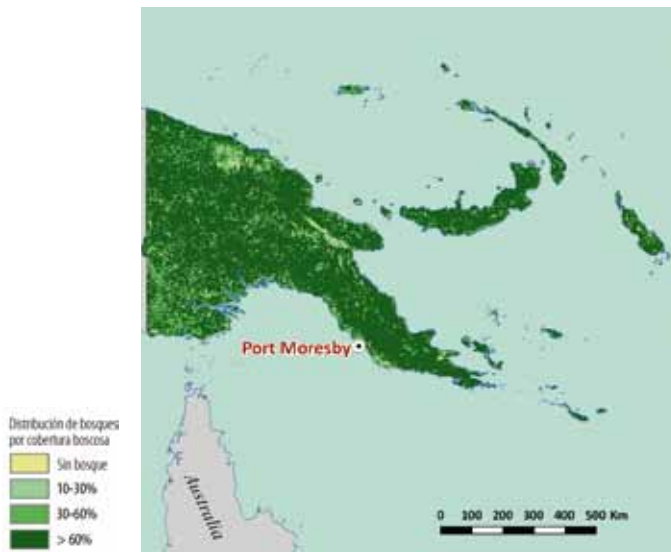 Port Moresby
Australia
Distribución de bosques
por cobertura boscosa
Sin bosque
10-30%
30-60%
> 60%
0 100 200 300 400 500 Km